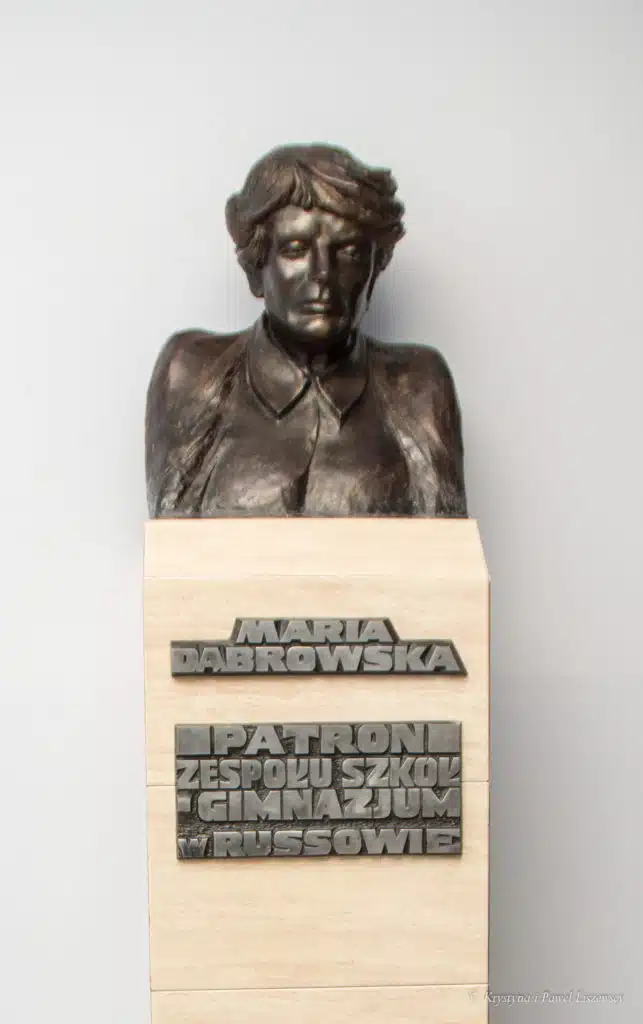 MARIA
DĄBROWSKA
PATRON
ZESPOŁU SZKÓŁ
I GIMNAZJUM
W RUSSOWIE
© Krystyna i Paweł Liszewscy